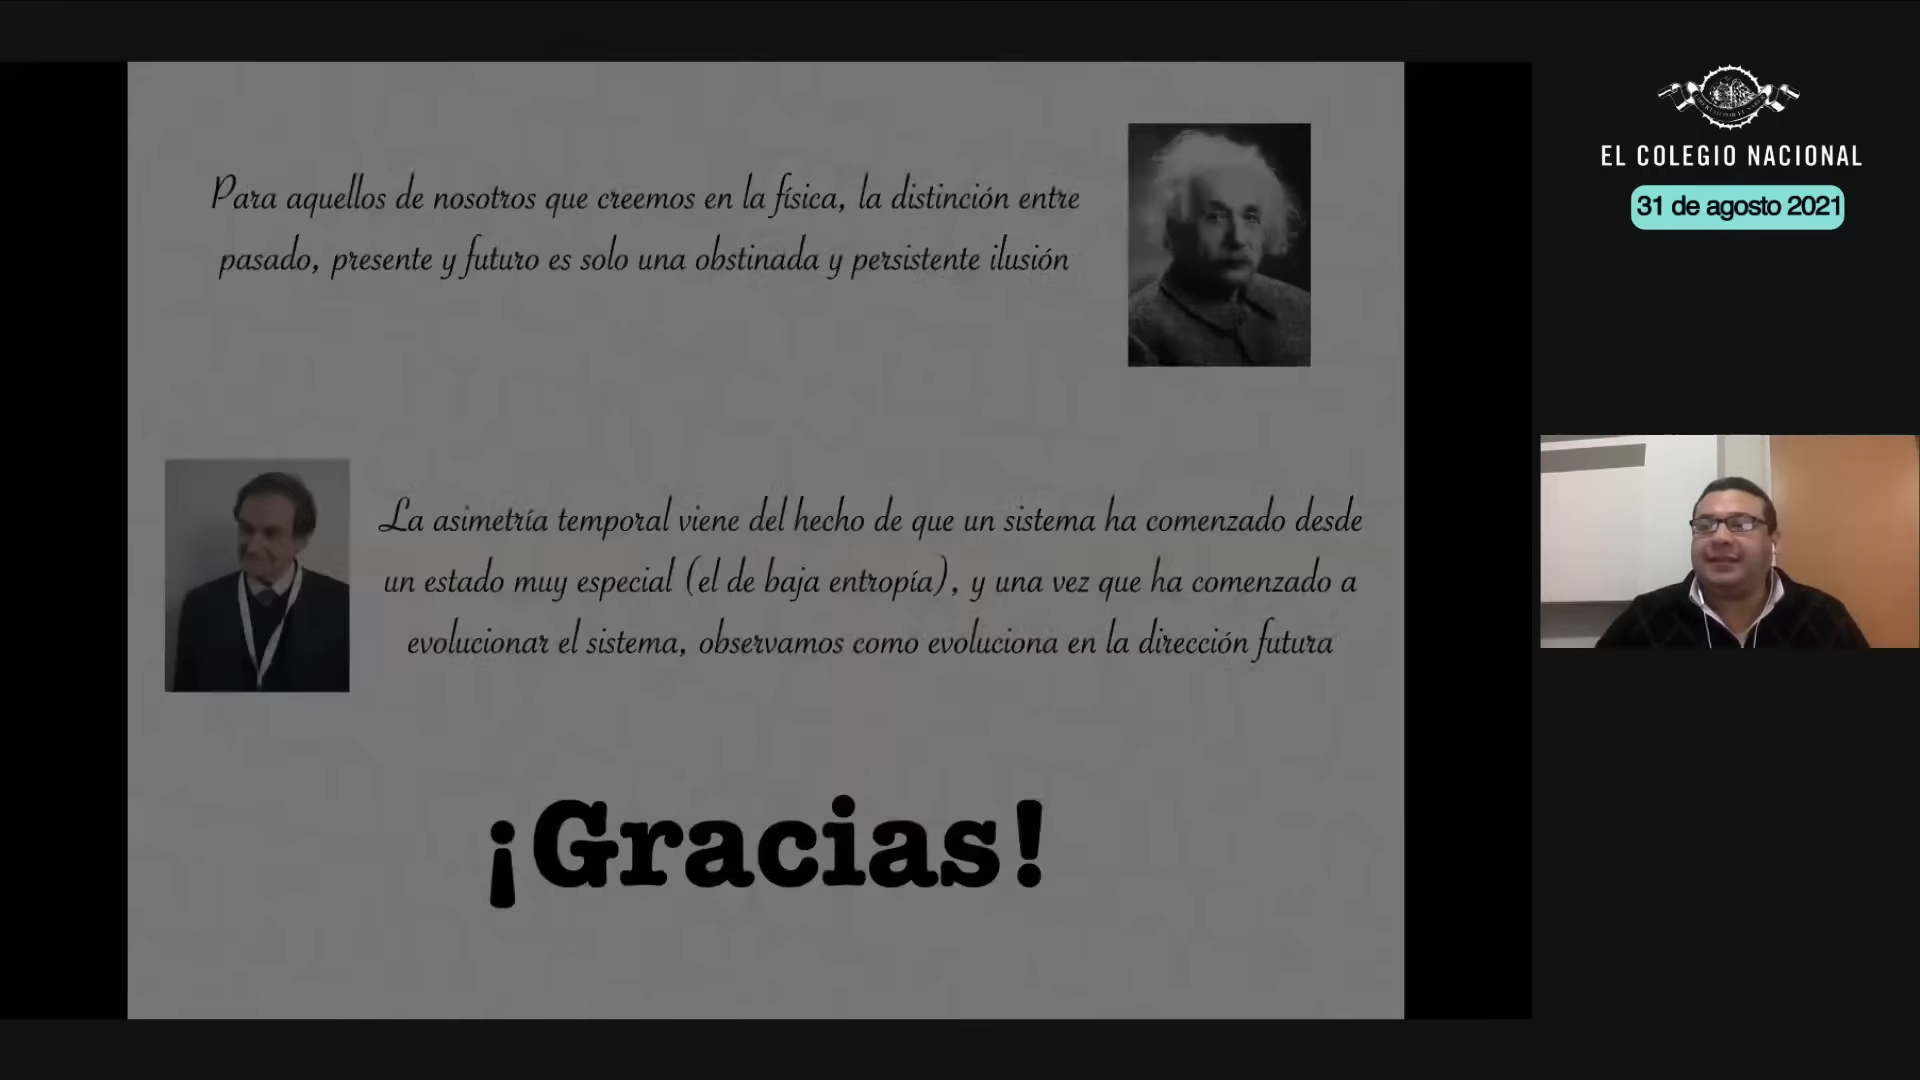 Para aquellos de nosotros que creemos en la física, la distinción entre
pasado, presente y futuro es solo una obstinada y persistente ilusión
La asimetría temporal viene del hecho de que un sistema ha comenzado desde
un estado muy especial (el de baja entropía), y una vez que ha comenzado a
evolucionar el sistema, observamos como evoluciona en la dirección futura
¡Gracias!
EL COLEGIO NACIONAL
31 de agosto 2021